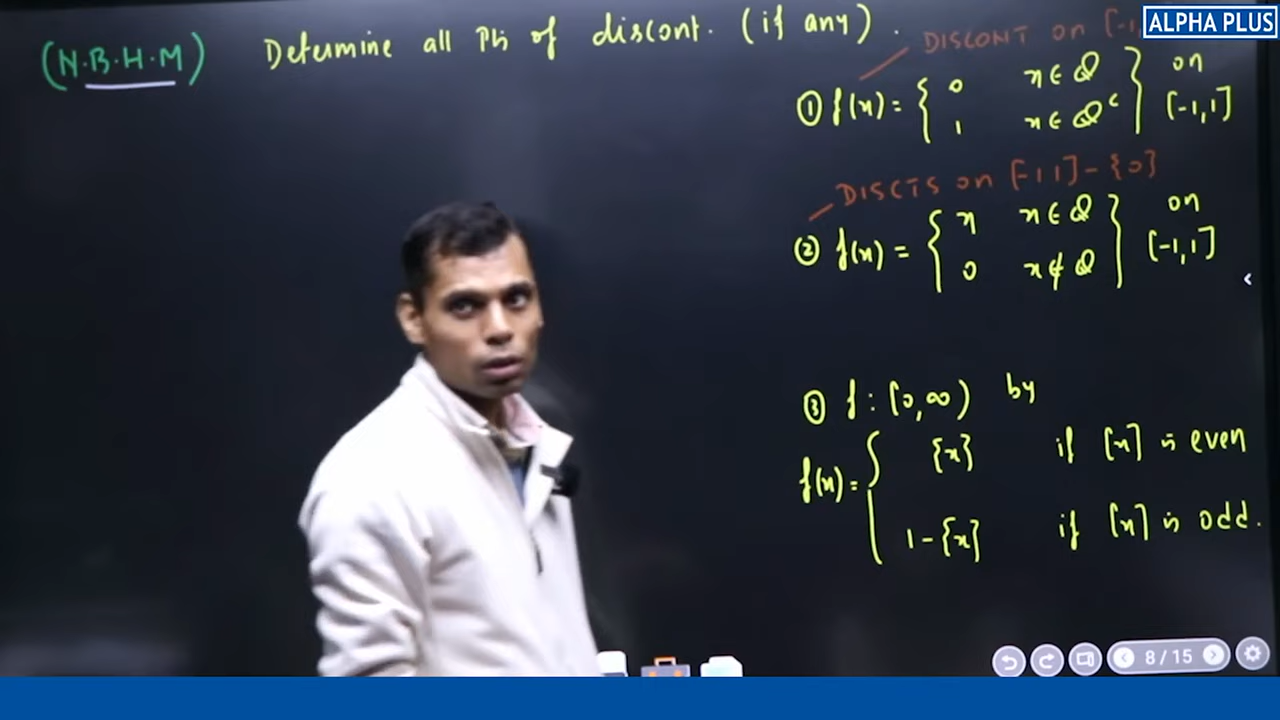 ALPHA PLUS
(N.B.H.M) Determine all Pts of discont. (if any).
DISCONT on [-1,
① f(x) = { 0 x ∈ Q } on
1 x ∈ Qᶜ [-1,1]
DISCTS on [-1 1] - {0}
② f(x) = { x x ∈ Q } on
0 x ∉ Q [-1,1]
③ f : [0,∞) by
f(x) = { {x} if [x] is even
1-{x} if [x] is odd.
8/15